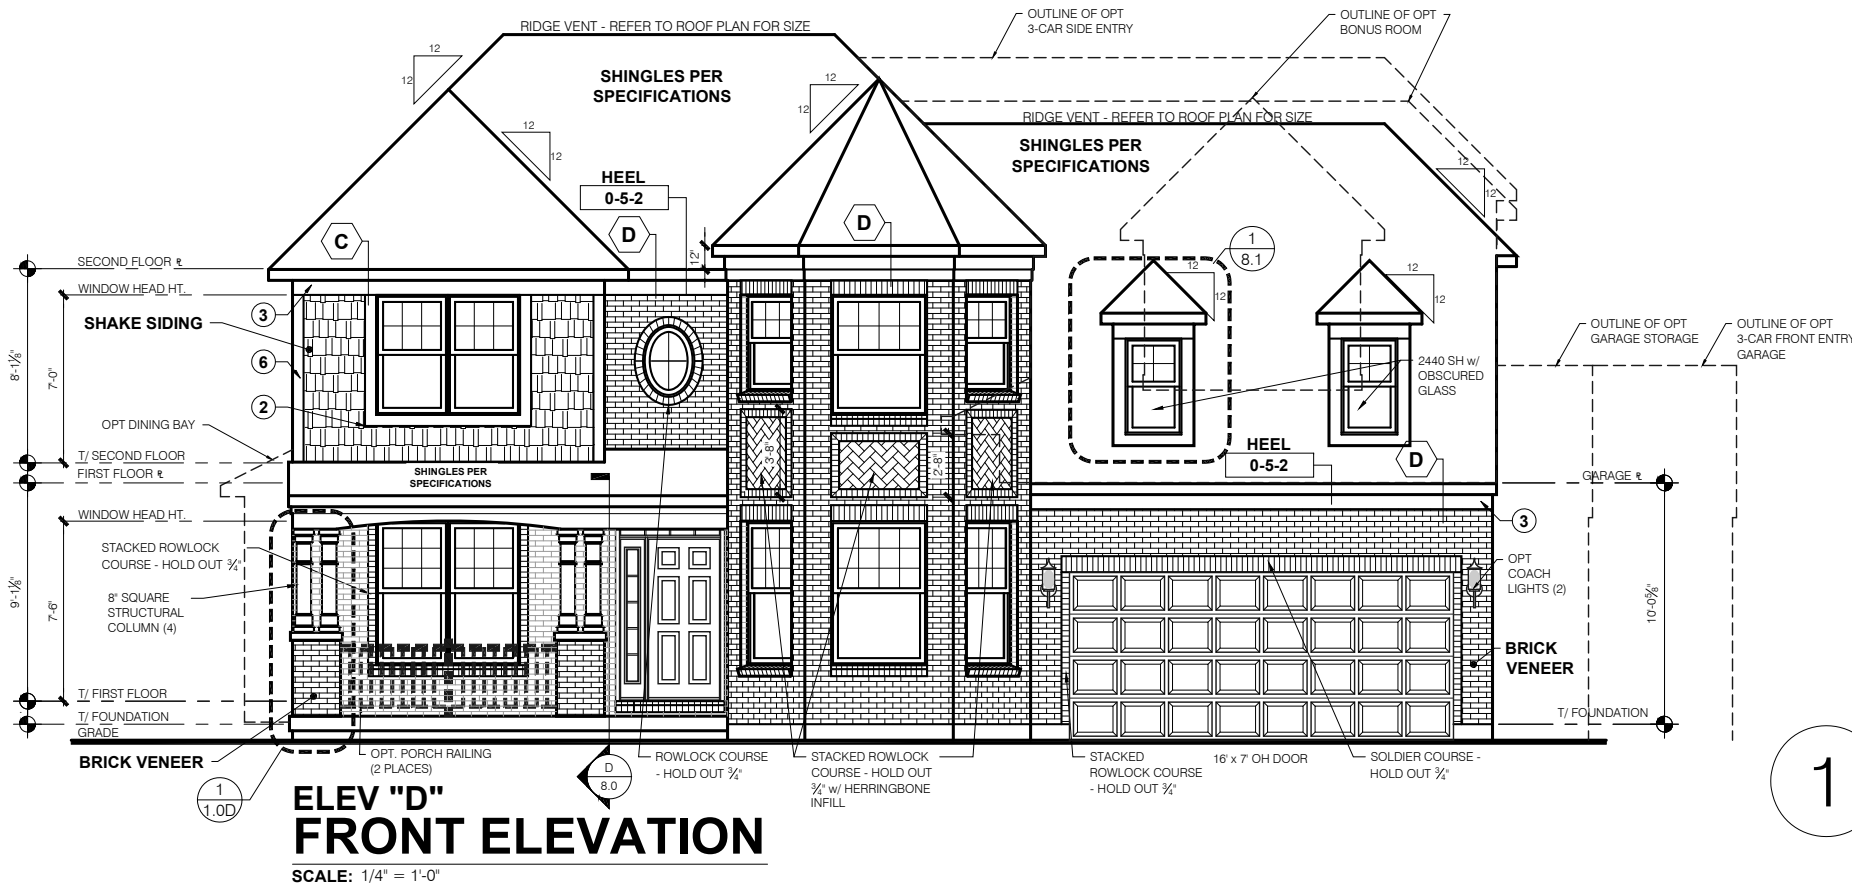 RIDGE VENT - REFER TO ROOF PLAN FOR SIZE
OUTLINE OF OPT
3-CAR SIDE ENTRY
OUTLINE OF OPT
BONUS ROOM
12
12
SHINGLES PER
SPECIFICATIONS
12
12
12
12
RIDGE VENT - REFER TO ROOF PLAN FOR SIZE
SHINGLES PER
SPECIFICATIONS
12
12
HEEL
0-5-2
C
D
D
12"
1
8.1
12
12
12
12
SECOND FLOOR ℄
WINDOW HEAD HT.
3
SHAKE SIDING
6
2
8'-1⅛"
7'-0"
OPT DINING BAY
T/ SECOND FLOOR
FIRST FLOOR ℄
SHINGLES PER
SPECIFICATIONS
3'-8"
2'-8"
2440 SH w/
OBSCURED
GLASS
OUTLINE OF OPT
GARAGE STORAGE
OUTLINE OF OPT
3-CAR FRONT ENTRY
GARAGE
HEEL
0-5-2
D
GARAGE ℄
3
WINDOW HEAD HT.
STACKED ROWLOCK
COURSE - HOLD OUT ¾"
8" SQUARE
STRUCTURAL
COLUMN (4)
9'-1⅛"
7'-6"
OPT
COACH
LIGHTS (2)
10'-0⅝"
BRICK
VENEER
T/ FIRST FLOOR
T/ FOUNDATION
GRADE
T/ FOUNDATION
BRICK VENEER
OPT. PORCH RAILING
(2 PLACES)
D
8.0
ROWLOCK COURSE
- HOLD OUT ¾"
STACKED ROWLOCK
COURSE - HOLD OUT
¾" w/ HERRINGBONE
INFILL
STACKED
ROWLOCK COURSE
- HOLD OUT ¾"
16' x 7' OH DOOR
SOLDIER COURSE -
HOLD OUT ¾"
1
1.0D
1
ELEV "D"
FRONT ELEVATION
SCALE: 1/4" = 1'-0"